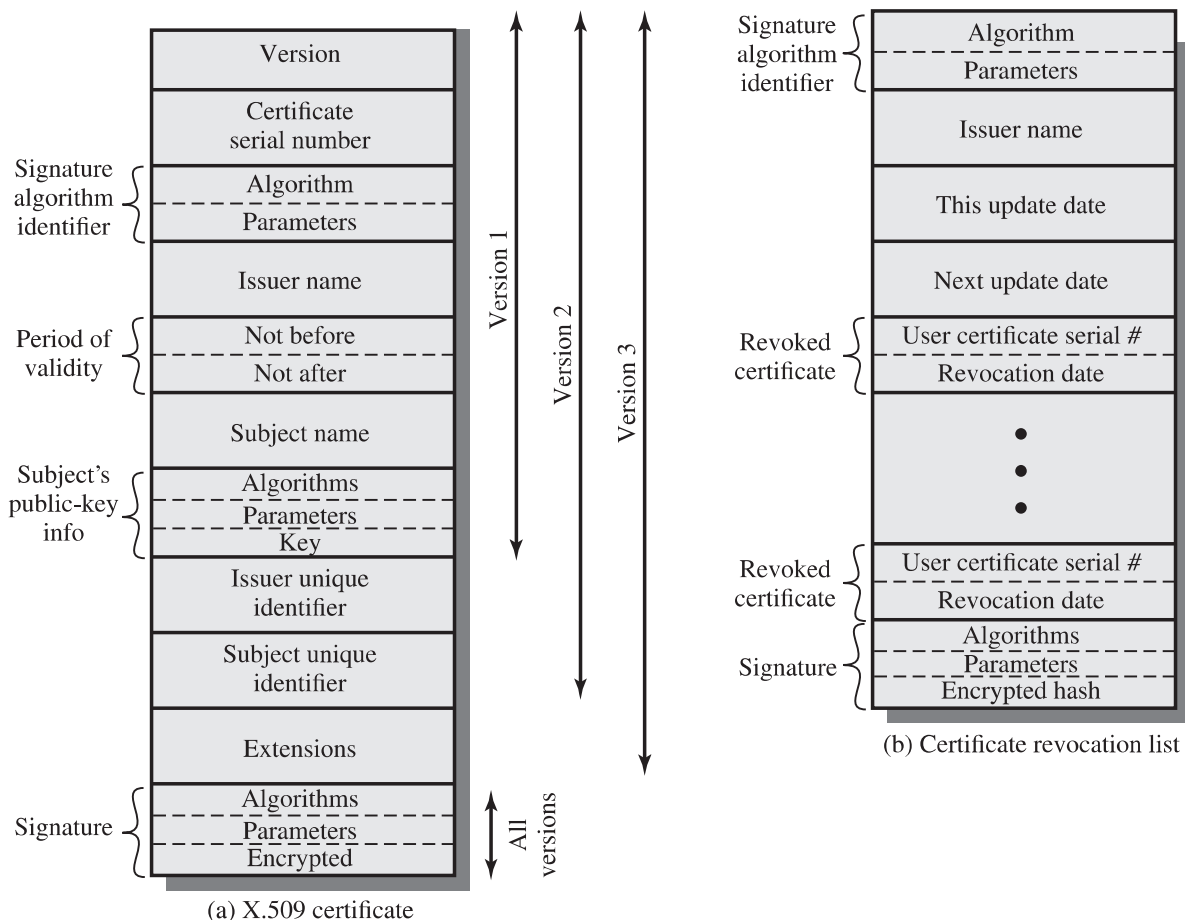 Version
Certificate
serial number
Signature
algorithm
identifier
Algorithm
Parameters
Issuer name
Period of
validity
Not before
Not after
Subject name
Subject's
public-key
info
Algorithms
Parameters
Key
Issuer unique
identifier
Subject unique
identifier
Extensions
Signature
Algorithms
Parameters
Encrypted
Version 1
Version 2
Version 3
All
versions
(a) X.509 certificate
Signature
algorithm
identifier
Algorithm
Parameters
Issuer name
This update date
Next update date
Revoked
certificate
User certificate serial #
Revocation date
Revoked
certificate
User certificate serial #
Revocation date
Signature
Algorithms
Parameters
Encrypted hash
(b) Certificate revocation list